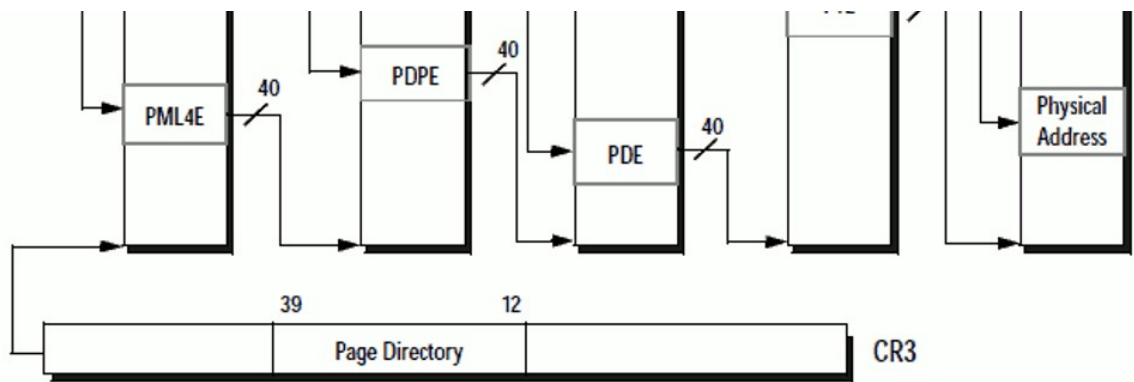 40
PDPE
40
PML4E
Physical
Address
40
PDE
39
12
Page Directory
CR3